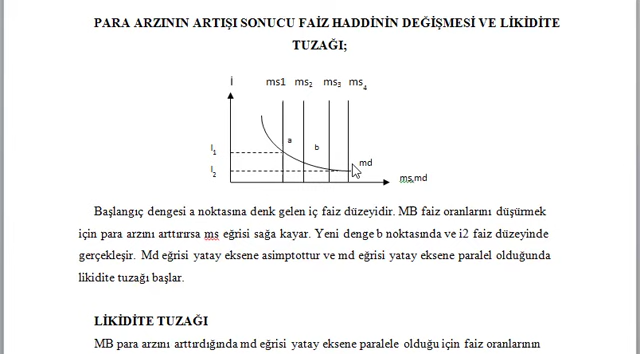 PARA ARZININ ARTIŞI SONUCU FAİZ HADDİNİN DEĞİŞMESİ VE LİKİDİTE
TUZAĞI;
İ ms1 ms2 ms3 ms4
a
b
I1
I2
md
ms,md
Başlangıç dengesi a noktasına denk gelen iç faiz düzeyidir. MB faiz oranlarını düşürmek
için para arzını arttırırsa ms eğrisi sağa kayar. Yeni denge b noktasında ve i2 faiz düzeyinde
gerçekleşir. Md eğrisi yatay eksene asimptottur ve md eğrisi yatay eksene paralel olduğunda
likidite tuzağı başlar.
LİKİDİTE TUZAĞI
MB para arzını arttırdığında md eğrisi yatay eksene paralele olduğu için faiz oranlarının